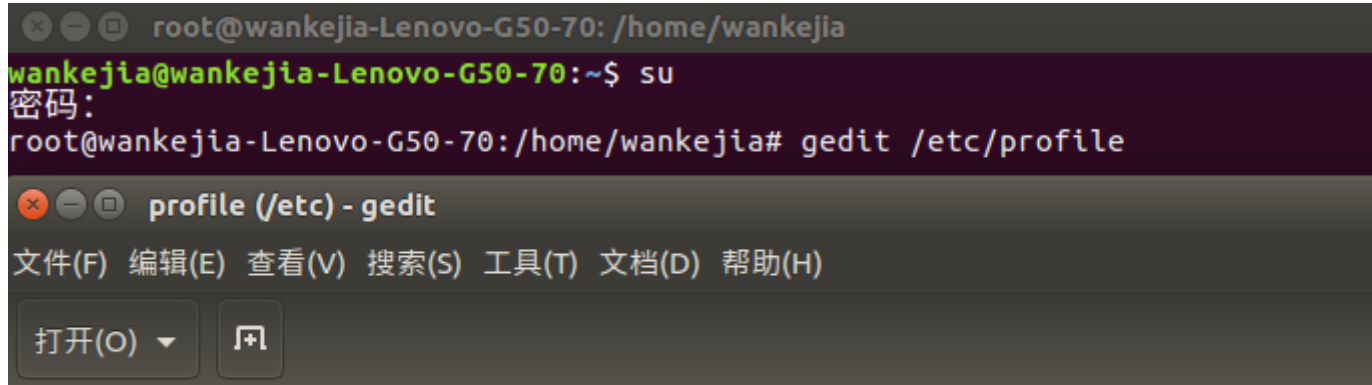 root@wankejia-Lenovo-G50-70: /home/wankejia
wankejia@wankejia-Lenovo-G50-70:~$ su
密码：
root@wankejia-Lenovo-G50-70:/home/wankejia# gedit /etc/profile
profile (/etc) - gedit
文件(F) 编辑(E) 查看(V) 搜索(S) 工具(T) 文档(D) 帮助(H)
打开(O)